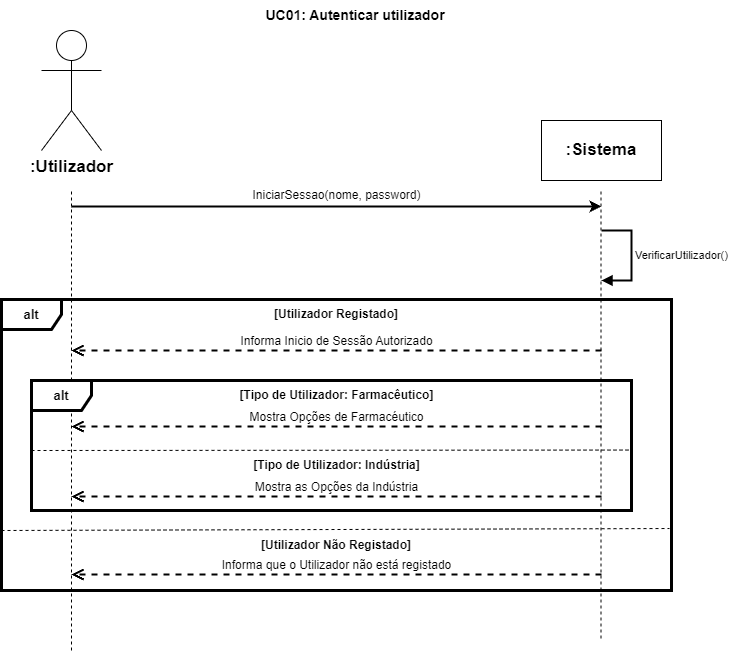 UC01: Autenticar utilizador
:Utilizador
:Sistema
IniciarSessao(nome, password)
VerificarUtilizador()
alt
[Utilizador Registado]
Informa Inicio de Sessão Autorizado
alt
[Tipo de Utilizador: Farmacêutico]
Mostra Opções de Farmacêutico
[Tipo de Utilizador: Indústria]
Mostra as Opções da Indústria
[Utilizador Não Registado]
Informa que o Utilizador não está registado